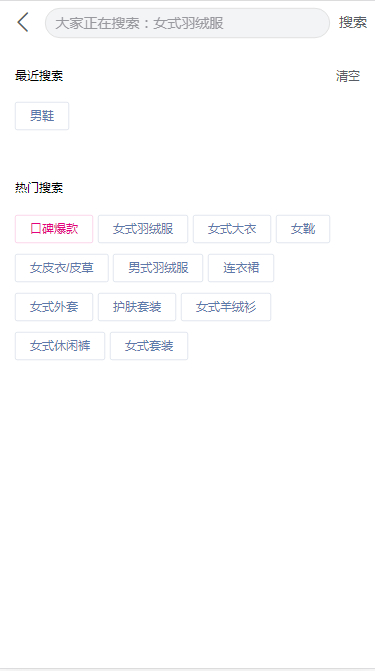 大家正在搜索：女式羽绒服 搜索
最近搜索 清空
男鞋
热门搜索
口碑爆款 女式羽绒服 女式大衣 女靴
女皮衣/皮草 男式羽绒服 连衣裙
女式外套 护肤套装 女式羊绒衫
女式休闲裤 女式套装